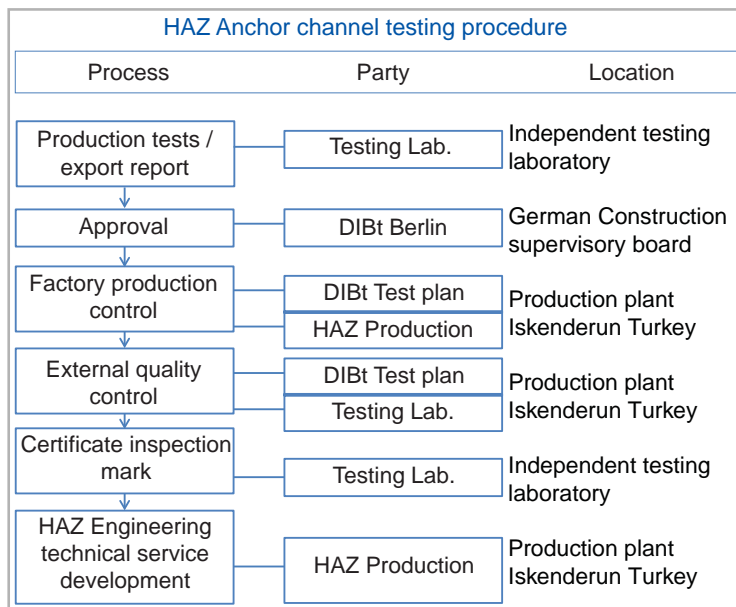 HAZ Anchor channel testing procedure
Process Party Location
Production tests /
export report
Testing Lab.
Independent testing
laboratory
Approval
DIBt Berlin
German Construction
supervisory board
Factory production
control
DIBt Test plan
HAZ Production
Production plant
Iskenderun Turkey
External quality
control
DIBt Test plan
Testing Lab.
Production plant
Iskenderun Turkey
Certificate inspection
mark
Testing Lab.
Independent testing
laboratory
HAZ Engineering
technical service
development
HAZ Production
Production plant
Iskenderun Turkey